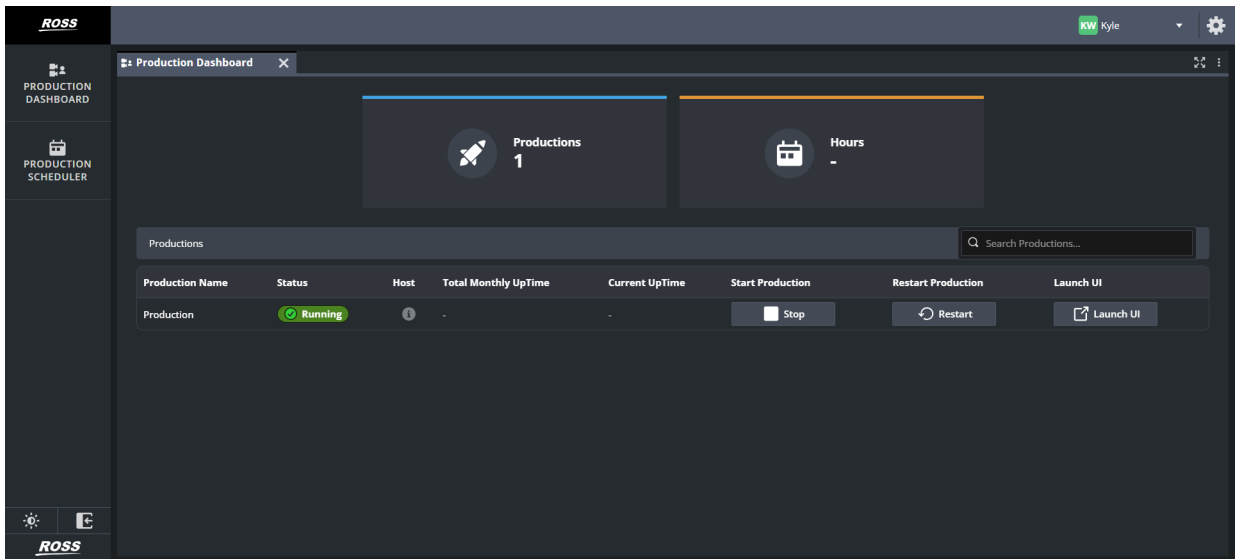 ROSS
KW Kyle
PRODUCTION
DASHBOARD
PRODUCTION
SCHEDULER
Production Dashboard
Productions
1
Hours
-
Productions
Search Productions...
Production Name Status Host Total Monthly UpTime Current UpTime Start Production Restart Production Launch UI
Production Running - - Stop Restart Launch UI
ROSS